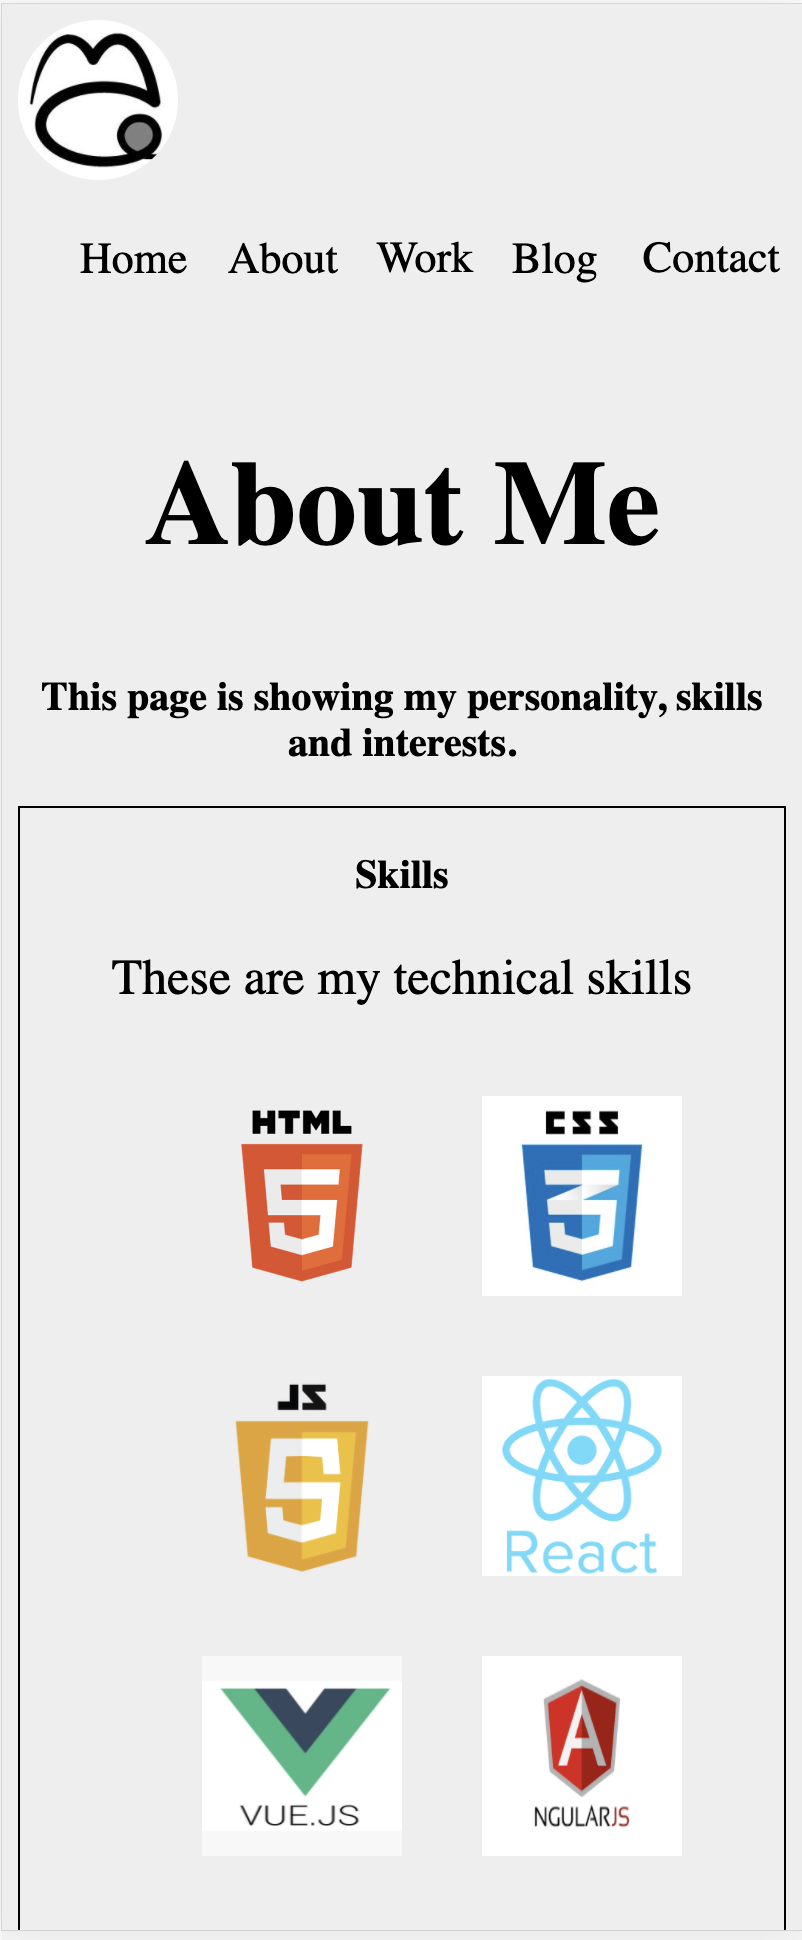 Home About Work Blog Contact
About Me
This page is showing my personality, skills
and interests.
Skills
These are my technical skills
HTML CSS
5 3
JS
5
React
VUE.JS
A
NGULARJS